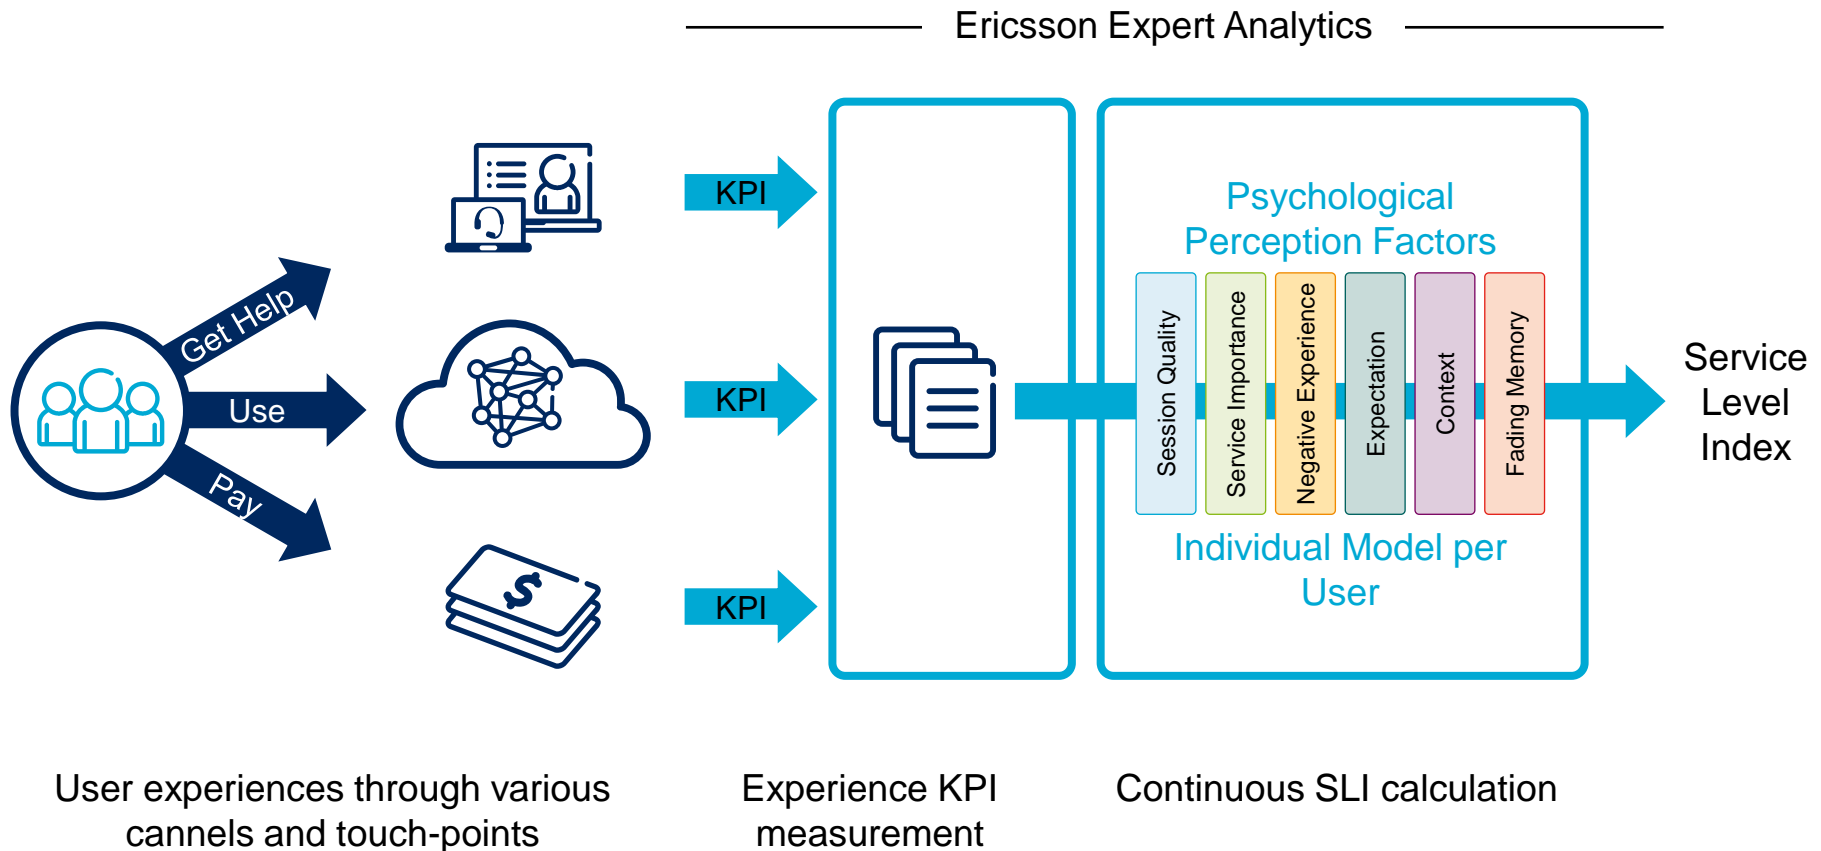 Ericsson Expert Analytics
Get Help
Use
Pay
$
KPI
KPI
KPI
Psychological
Perception Factors
Session Quality
Service Importance
Negative Experience
Expectation
Context
Fading Memory
Individual Model per
User
Service
Level
Index
User experiences through various
cannels and touch-points
Experience KPI
measurement
Continuous SLI calculation